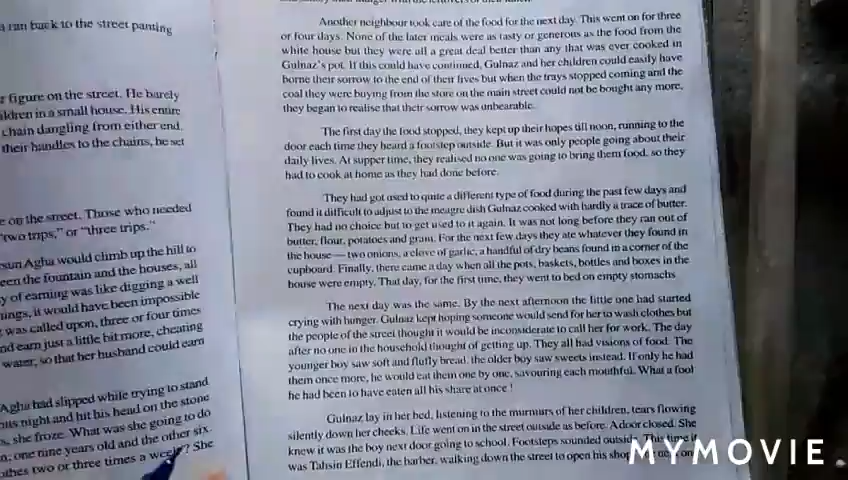 a ran back to the street panting
r figure on the street. He barely
ildren in a small house. His entire
chain dangling from either end.
their handles to the chains, he set
e on the street. Those who needed
"two trips," or "three trips."
sun Agha would climb up the hill to
een the fountain and the houses, all
y of earning was like digging a well
ings, it would have been impossible
was called upon, three or four times
nd earn just a little bit more, cheating
water, so that her husband could earn
Agha had slipped while trying to stand
ous night and hit his head on the stone
s, she froze. What was she going to do
n; one nine years old and the other six.
othes two or three times a week? She
Another neighbour took care of the food for the next day. This went on for three
or four days. None of the later meals were as tasty or generous as the food from the
white house but they were all a great deal better than any that was ever cooked in
Gulnaz's pot. If this could have continued, Gulnaz and her children could easily have
borne their sorrow to the end of their lives but when the trays stopped coming and the
coal they were buying from the store on the main street could not be bought any more,
they began to realise that their sorrow was unbearable.
The first day the food stopped, they kept up their hopes till noon, running to the
door each time they heard a footstep outside. But it was only people going about their
daily lives. At supper time, they realised no one was going to bring them food, so they
had to cook at home as they had done before.
They had got used to quite a different type of food during the past few days and
found it difficult to adjust to the meagre dish Gulnaz cooked with hardly a trace of butter.
They had no choice but to get used to it again. It was not long before they ran out of
butter, flour, potatoes and gram. For the next few days they ate whatever they found in
the house — two onions, a clove of garlic, a handful of dry beans found in a corner of the
cupboard. Finally, there came a day when all the pots, baskets, bottles and boxes in the
house were empty. That day, for the first time, they went to bed on empty stomachs
The next day was the same. By the next afternoon the little one had started
crying with hunger. Gulnaz kept hoping someone would send for her to wash clothes but
the people of the street thought it would be inconsiderate to call her for work. The day
after no one in the household thought of getting up. They all had visions of food. The
younger boy saw soft and fluffy bread, the older boy saw sweets instead. If only he had
them once more, he would eat them one by one, savouring each mouthful. What a fool
he had been to have eaten all his share at once !
Gulnaz lay in her bed, listening to the murmurs of her children, tears flowing
silently down her cheeks. Life went on in the street outside as before. A door closed. She
knew it was the boy next door going to school. Footsteps sounded outside. This time it
was Tahsin Effendi, the barber, walking down the street to open his shop
MYMOVIE